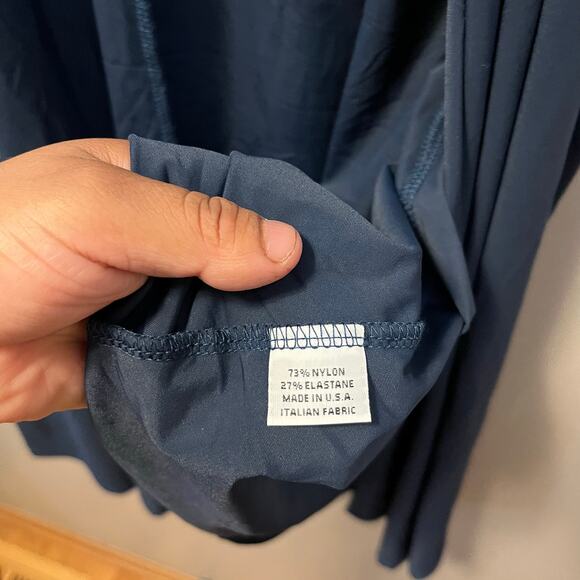 73% NYLON
27% ELASTANE
MADE IN U.S.A.
ITALIAN FABRIC